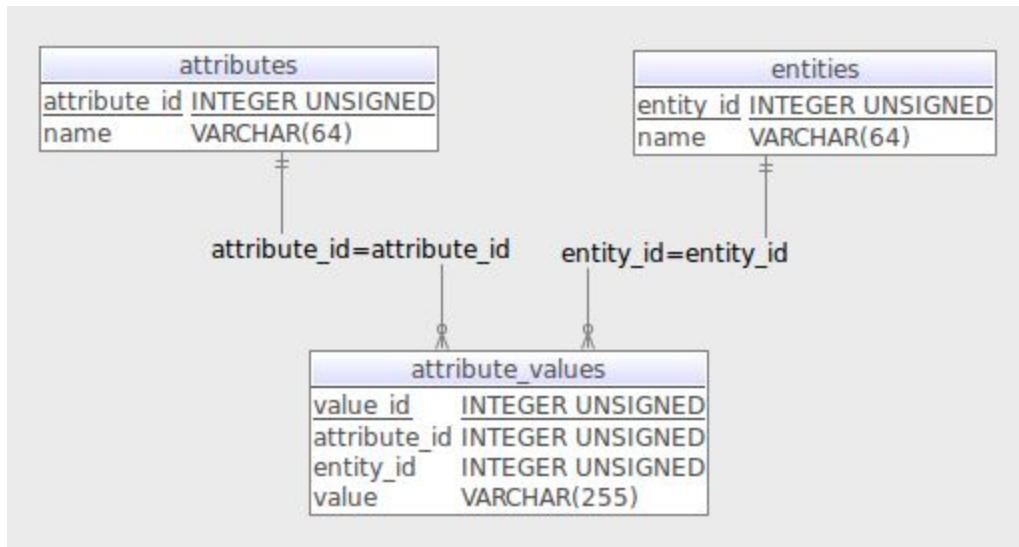 attributes
attribute_id INTEGER UNSIGNED
name VARCHAR(64)
entities
entity_id INTEGER UNSIGNED
name VARCHAR(64)
attribute_id=attribute_id
entity_id=entity_id
attribute_values
value_id INTEGER UNSIGNED
attribute_id INTEGER UNSIGNED
entity_id INTEGER UNSIGNED
value VARCHAR(255)